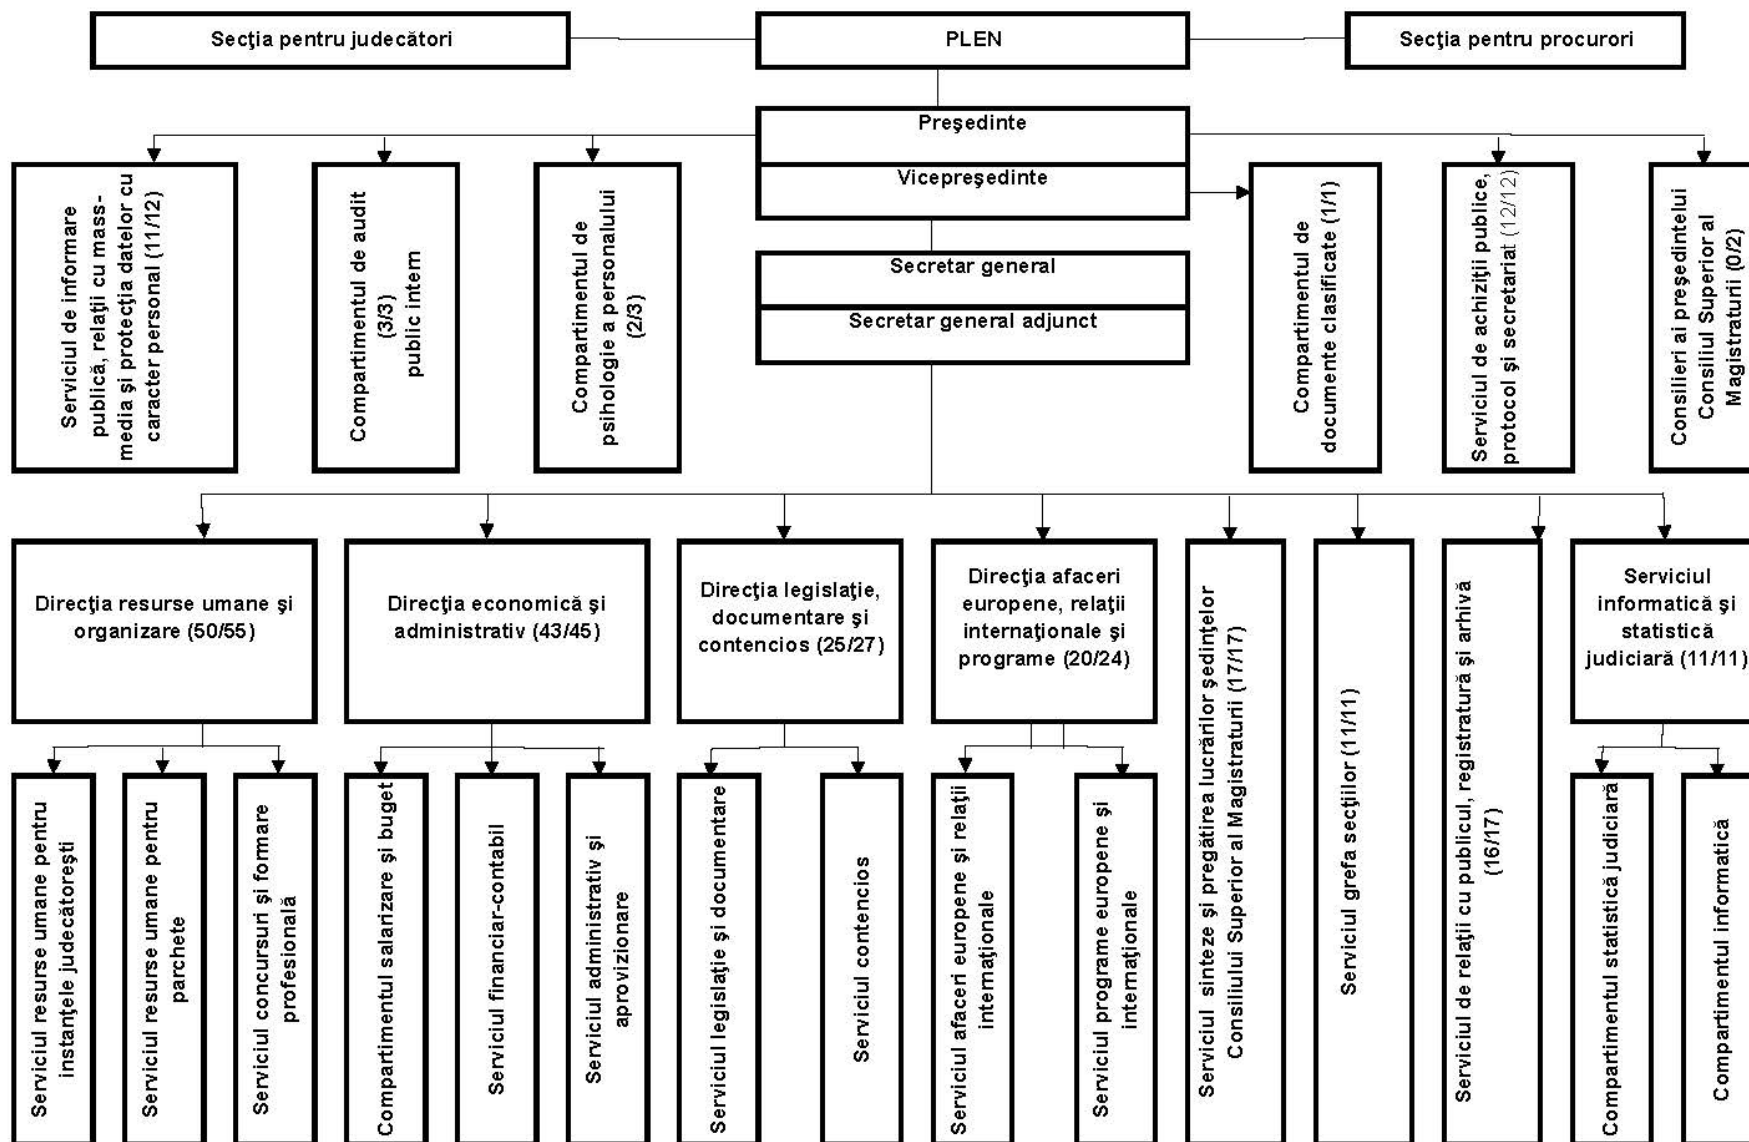 Secţia pentru judecători
PLEN
Secţia pentru procurori
Preşedinte
Vicepreşedinte
Secretar general
Secretar general adjunct
Serviciul de informare
publică, relaţii cu mass-
media şi protecţia datelor cu
caracter personal (11/12)
Compartimentul de audit
(3/3)
public intern
Compartimentul de
psihologie a personalului
(2/3)
Compartimentul de
documente clasificate (1/1)
Serviciul de achiziţii publice,
protocol şi secretariat (12/12)
Consilieri ai preşedintelui
Consiliul Superior al
Magistraturii (0/2)
Direcţia resurse umane şi
organizare (50/55)
Direcţia economică şi
administrativ (43/45)
Direcţia legislaţie,
documentare şi
contencios (25/27)
Direcţia afaceri
europene, relaţii
internaţionale şi
programe (20/24)
Serviciul sinteze şi pregătirea lucrărilor şedinţelor
Consiliului Superior al Magistraturii (17/17)
Serviciul grefa secţiilor (11/11)
Serviciul de relaţii cu publicul, registratură şi arhivă
(16/17)
Serviciul
informatică şi
statistică
judiciară (11/11)
Serviciul resurse umane pentru
instanţele judecătoreşti
Serviciul resurse umane pentru
parchete
Serviciul concursuri şi formare
profesională
Compartimentul salarizare şi buget
Serviciul financiar-contabil
Serviciul administrativ şi
aprovizionare
Serviciul legislaţie şi documentare
Serviciul contencios
Serviciul afaceri europene şi relaţii
internaţionale
Serviciul programe europene şi
internaţionale
Compartimentul statistică judiciară
Compartimentul informatică